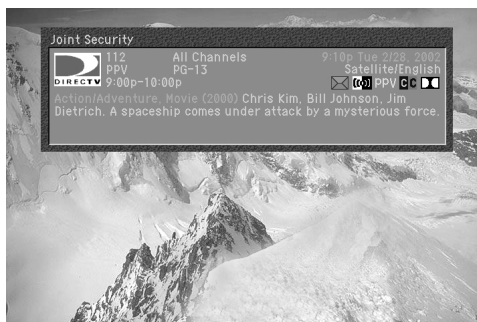 Joint Security
112 All Channels 9:10p Tue 2/28, 2002
PPV PG-13 Satellite/English
DIRECTV 9:00p-10:00p PPV CC
Action/Adventure, Movie (2000) Chris Kim, Bill Johnson, Jim
Dietrich. A spaceship comes under attack by a mysterious force.